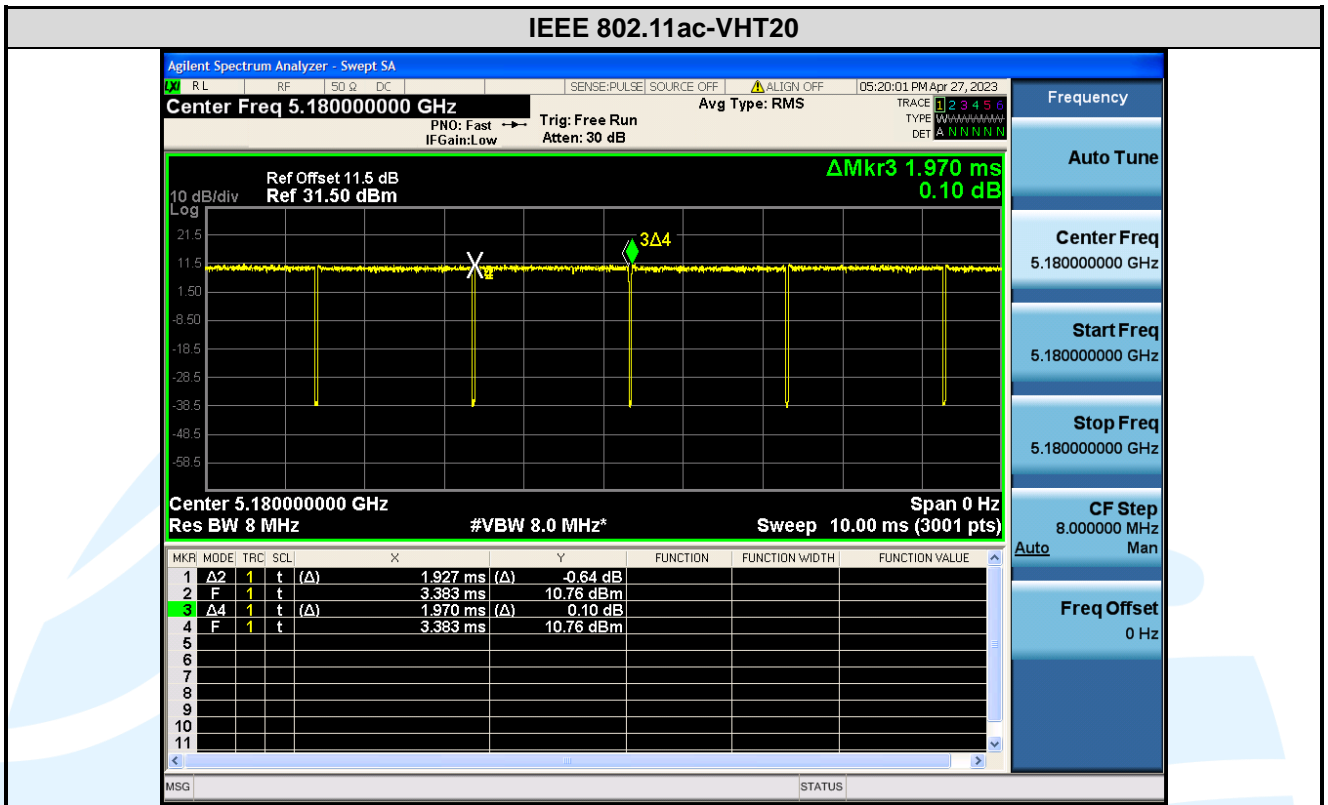 IEEE 802.11ac-VHT20
Agilent Spectrum Analyzer - Swept SA
LXI RL RF 50 Ω DC SENSE:PULSE SOURCE OFF ALIGN OFF 05:20:01 PM Apr 27, 2023
Center Freq 5.180000000 GHz
PNO: Fast
IFGain:Low
Trig: Free Run
Atten: 30 dB
Avg Type: RMS
TRACE 1 2 3 4 5 6
TYPE WWWWWW
DET A N N N N N
Ref Offset 11.5 dB
10 dB/div Ref 31.50 dBm
Log
ΔMkr3 1.970 ms
0.10 dB
21.5
11.5
1.50
-8.50
-18.5
-28.5
-38.5
-48.5
-58.5
3Δ4
Center 5.180000000 GHz Span 0 Hz
Res BW 8 MHz #VBW 8.0 MHz* Sweep 10.00 ms (3001 pts)
MKR MODE TRC SCL X Y FUNCTION FUNCTION WIDTH FUNCTION VALUE
1 Δ2 1 t (Δ) 1.927 ms (Δ) -0.64 dB
2 F 1 t 3.383 ms 10.76 dBm
3 Δ4 1 t (Δ) 1.970 ms (Δ) 0.10 dB
4 F 1 t 3.383 ms 10.76 dBm
5
6
7
8
9
10
11
MSG STATUS
Frequency
Auto Tune
Center Freq
5.180000000 GHz
Start Freq
5.180000000 GHz
Stop Freq
5.180000000 GHz
CF Step
8.000000 MHz
Auto Man
Freq Offset
0 Hz